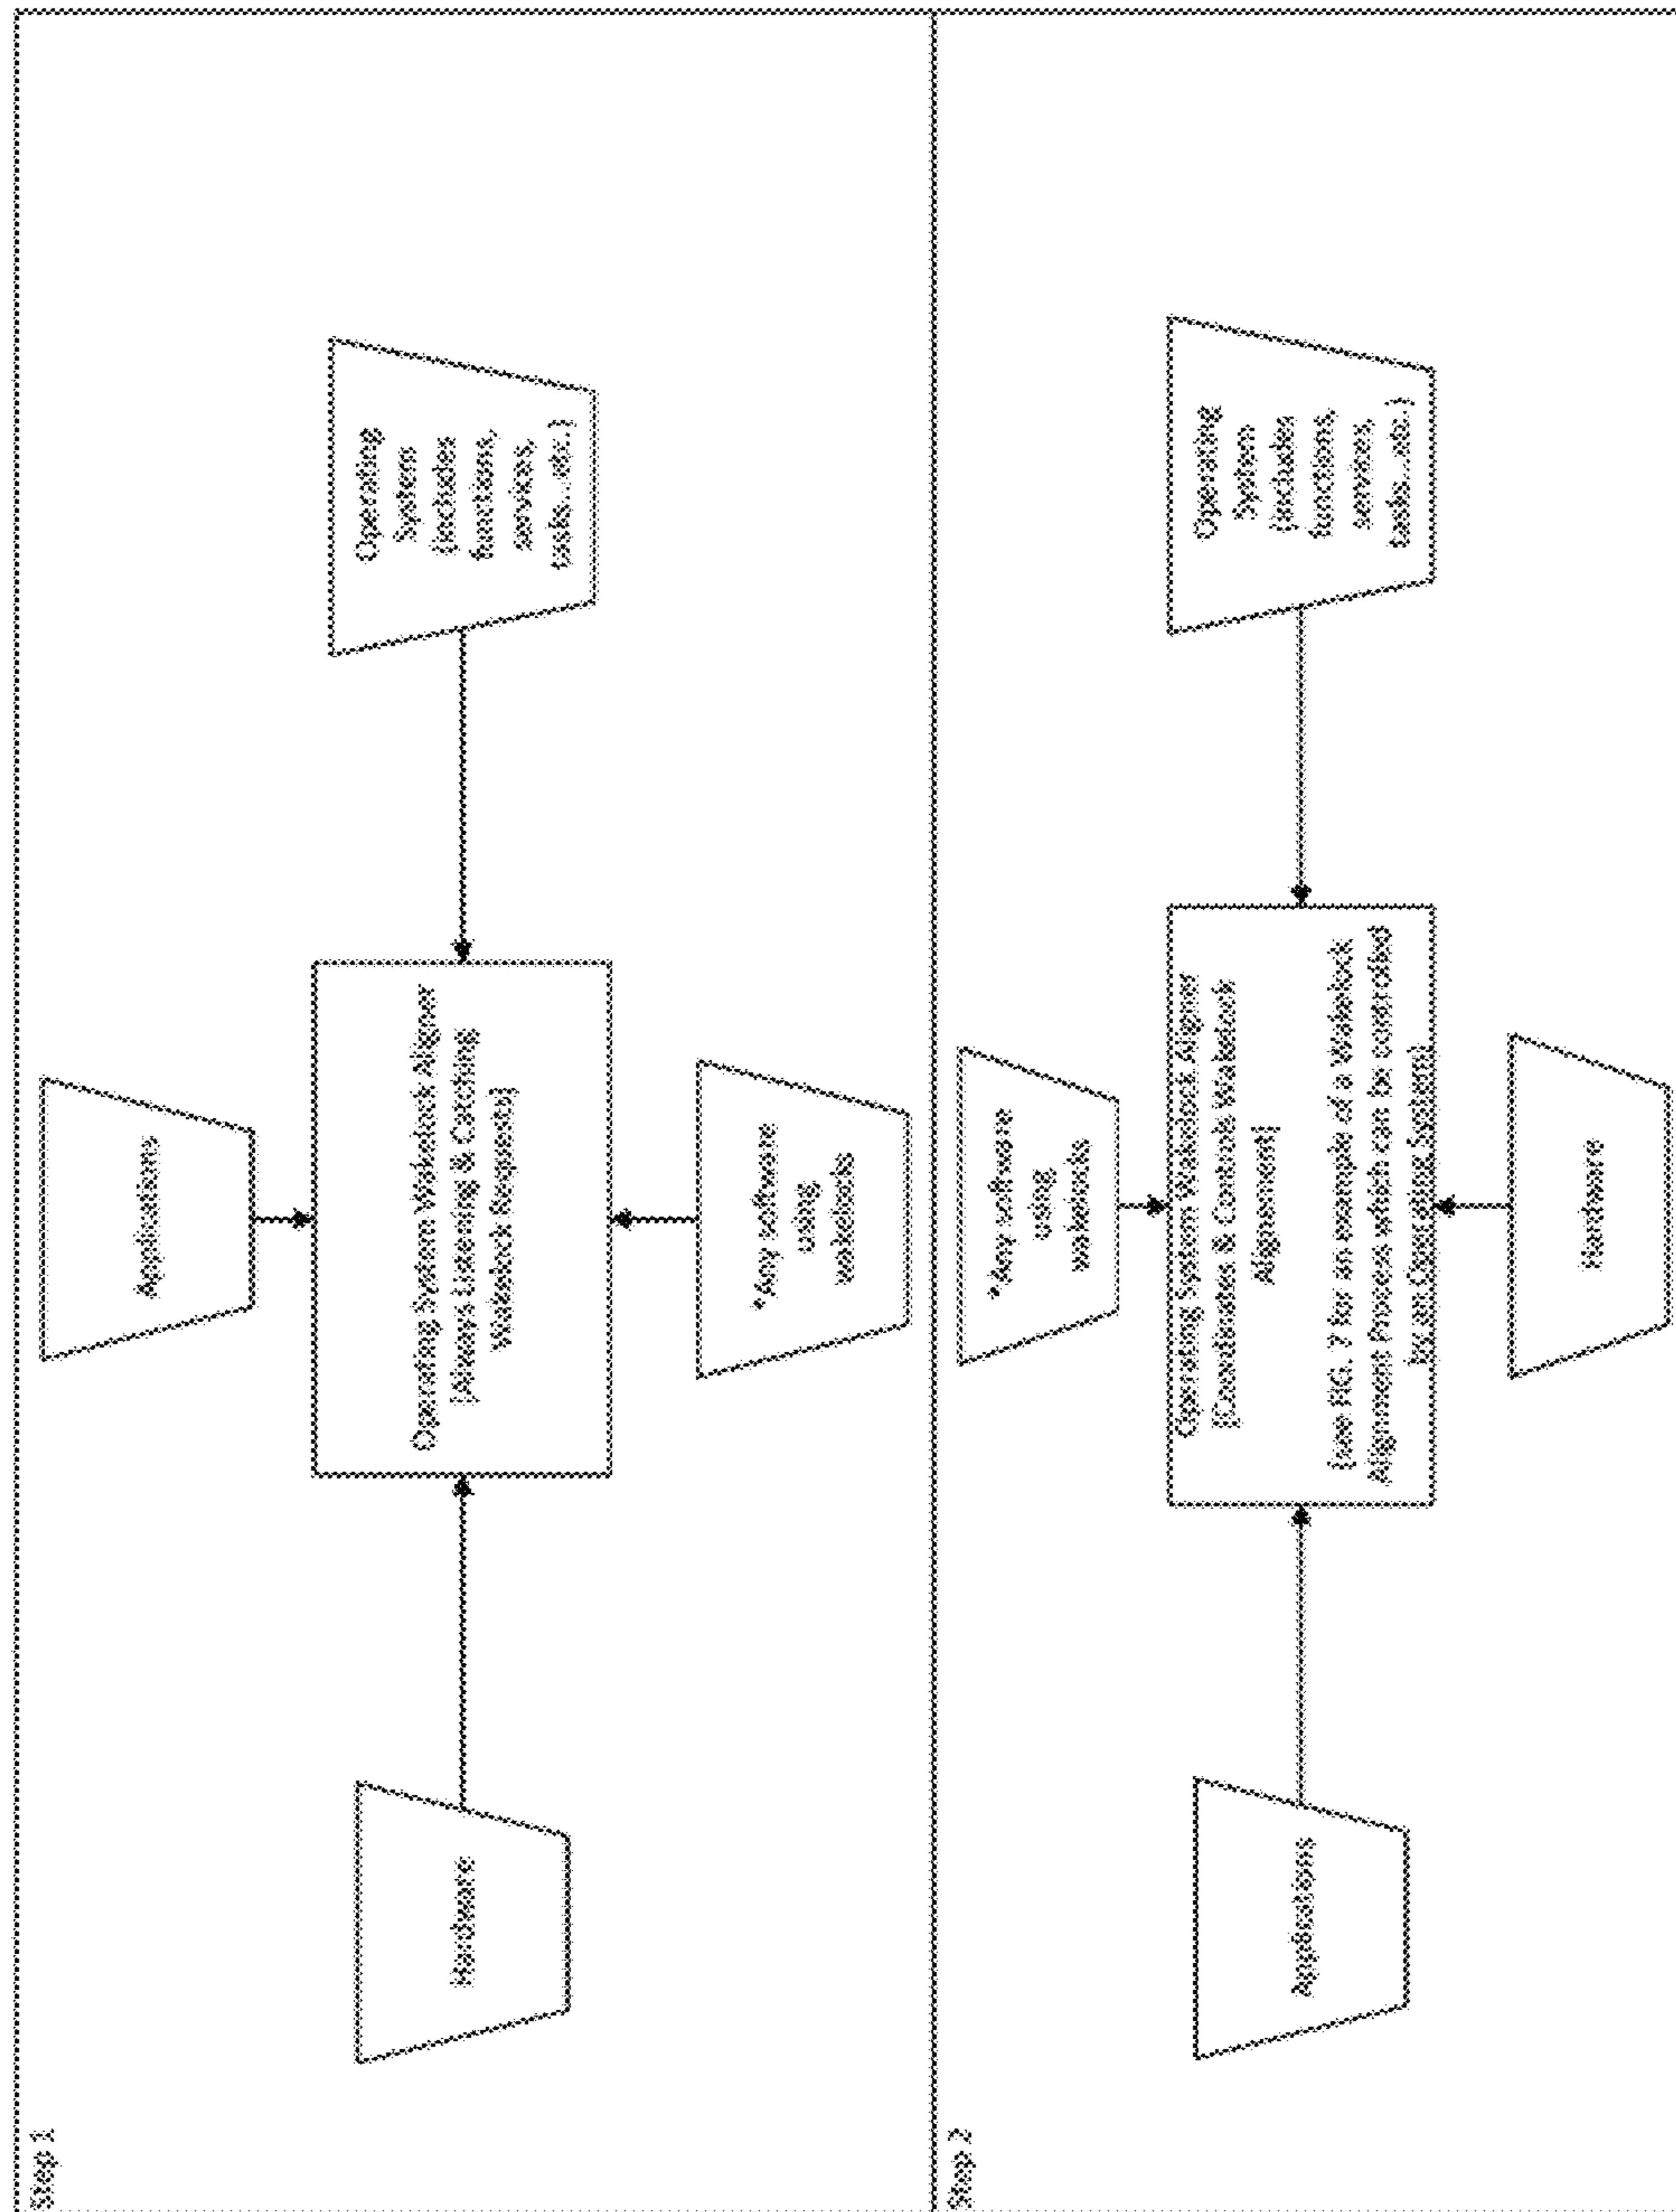 Step 1
Applications
Hardware
Operating System Wakelock Aligner
[Always Listening & Catching
Wakelock Requests]
Operating
System
[includes
functions,
services,
tasks...etc.]
*Any software
using
wakelocks
Step 2
*Any software
using
wakelocks
Applications
Operating System Wakelock Aligner
[Coordinates & Controls Wakelock
Alignment]
[see FIG. 7 for an example of a Wakelock
Alignment Process which can be controlled
by an Operating System]
Operating
System
[includes
functions,
services,
tasks...etc.]
Hardware